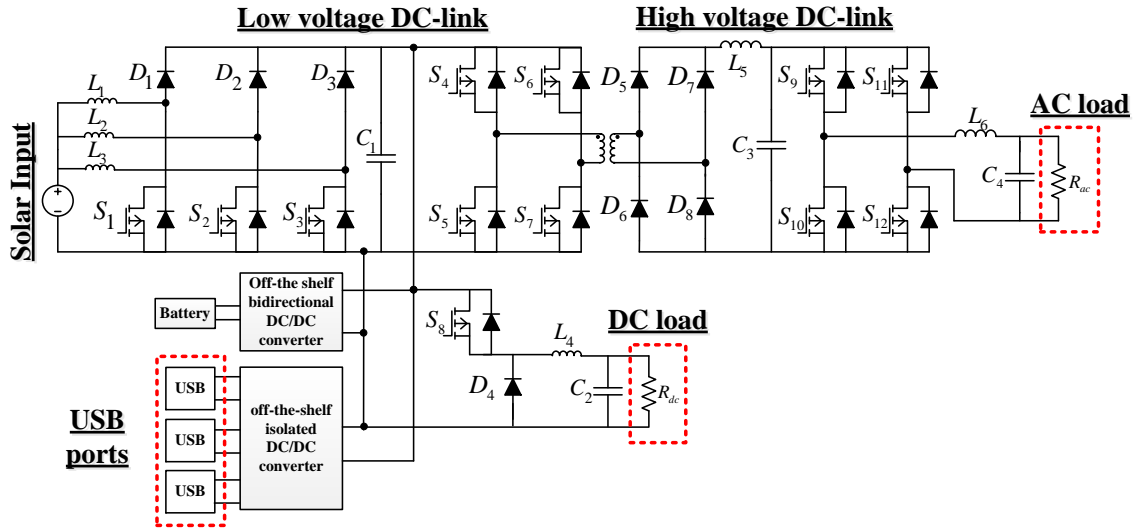 Low voltage DC-link
High voltage DC-link
D1
D2
D3
S4
S6
D5
D7
L5
S9
S11
AC load
L1
L2
L3
C1
C3
L6
C4
Rac
Solar Input
S1
S2
S3
S5
S7
D6
D8
S10
S12
Off-the shelf
bidirectional
DC/DC
converter
Battery
S8
L4
DC load
D4
C2
Rdc
USB
USB
USB
off-the-shelf
isolated
DC/DC
converter
USB
ports